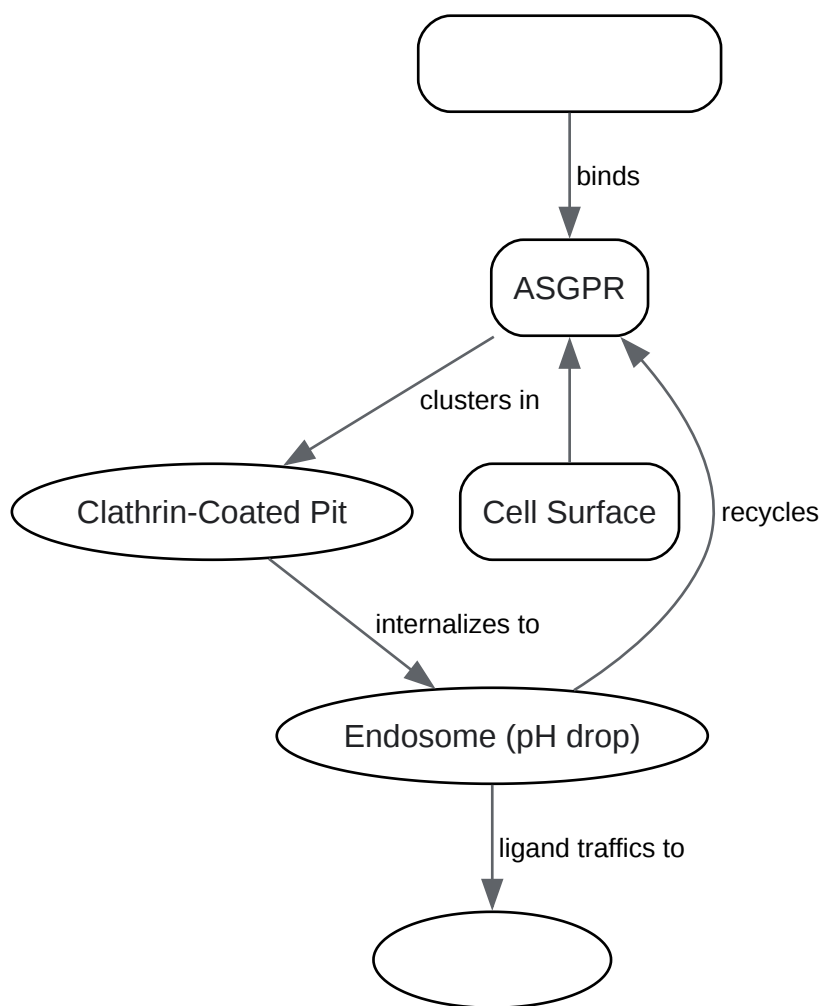 binds
ASGPR
clusters in
Clathrin-Coated Pit
Cell Surface
recycles
internalizes to
Endosome (pH drop)
ligand traffics to